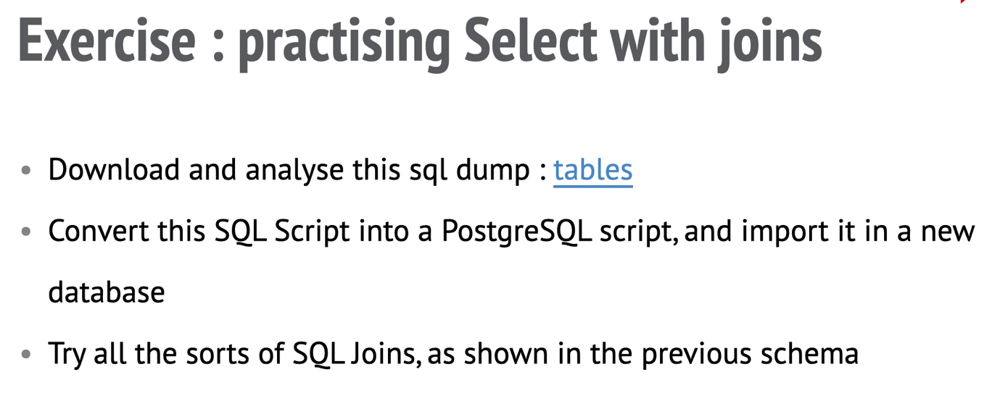 Exercise : practising Select with joins
• Download and analyse this sql dump : tables
• Convert this SQL Script into a PostgreSQL script, and import it in a new
database
• Try all the sorts of SQL Joins, as shown in the previous schema